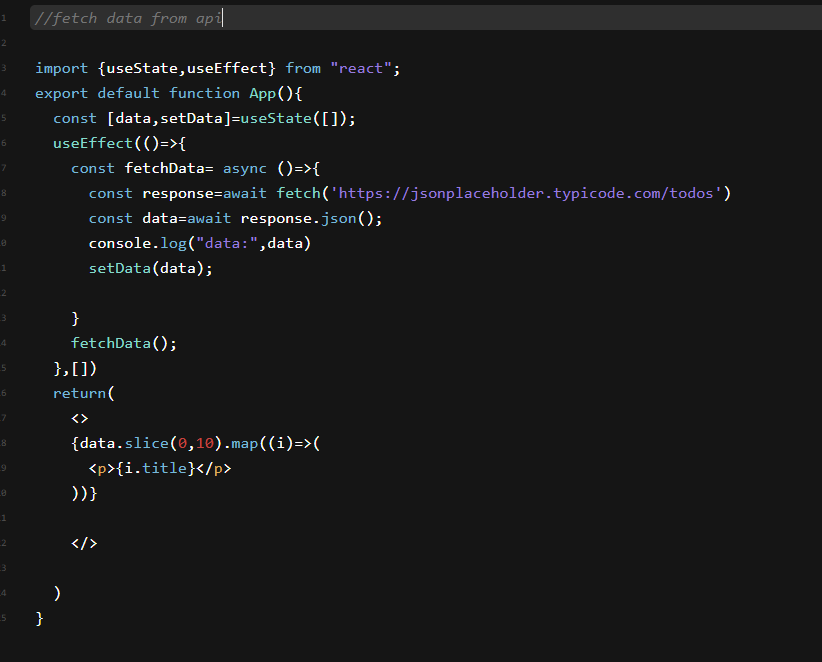 //fetch data from api
import {useState,useEffect} from "react";
export default function App(){
const [data,setData]=useState([]);
useEffect(()=>{
const fetchData= async ()=>{
const response=await fetch('https://jsonplaceholder.typicode.com/todos')
const data=await response.json();
console.log("data:",data)
setData(data);
}
fetchData();
},[])
return(
<>
{data.slice(0,10).map((i)=>(
<p>{i.title}</p>
))}
</>
)
}